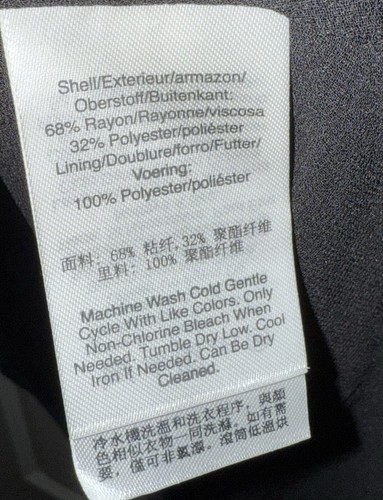 Shell/Exterieur/armazon/
Oberstoff/Buitenkant:
68% Rayon/Rayonne/viscosa
32% Polyester/poliéster
Lining/Doublure/forro/Futter/
Voering:
100% Polyester/poliéster
面料: 68% 粘纤,32% 聚酯纤维
里料: 100% 聚酯纤维
Machine Wash Cold Gentle
Cycle With Like Colors. Only
Non-Chlorine Bleach When
Needed. Tumble Dry Low. Cool
Iron If Needed. Can Be Dry
Cleaned.
冷水機洗溫和洗衣程序, 與顏
色相似衣物一同洗滌。如有需
要, 僅可非氯漂。滾筒低溫烘